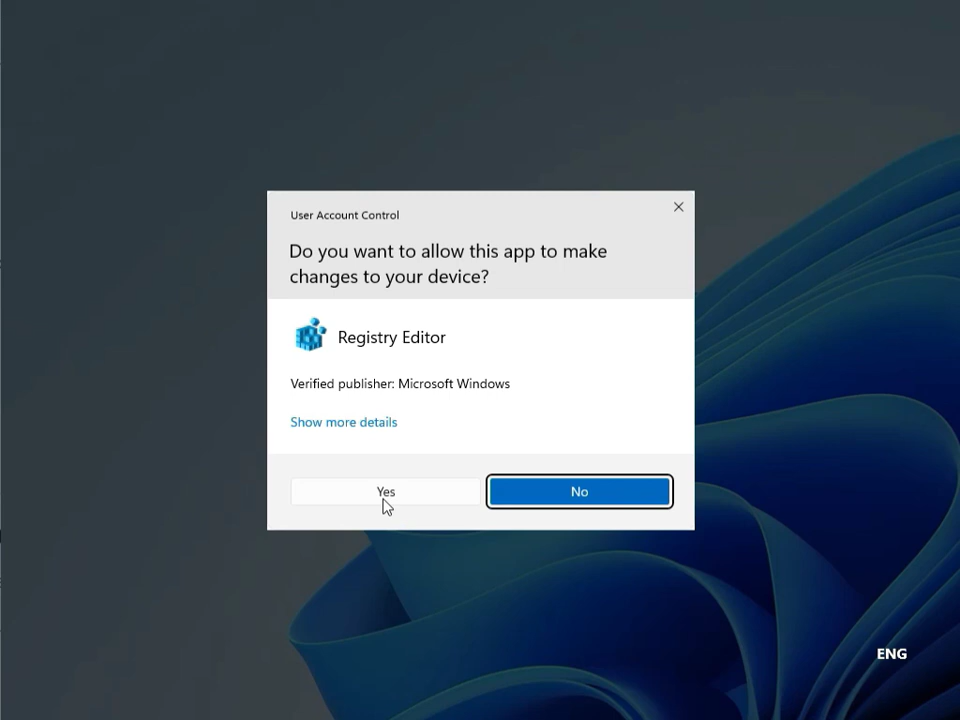 User Account Control
Do you want to allow this app to make
changes to your device?
Registry Editor
Verified publisher: Microsoft Windows
Show more details
Yes
No
ENG